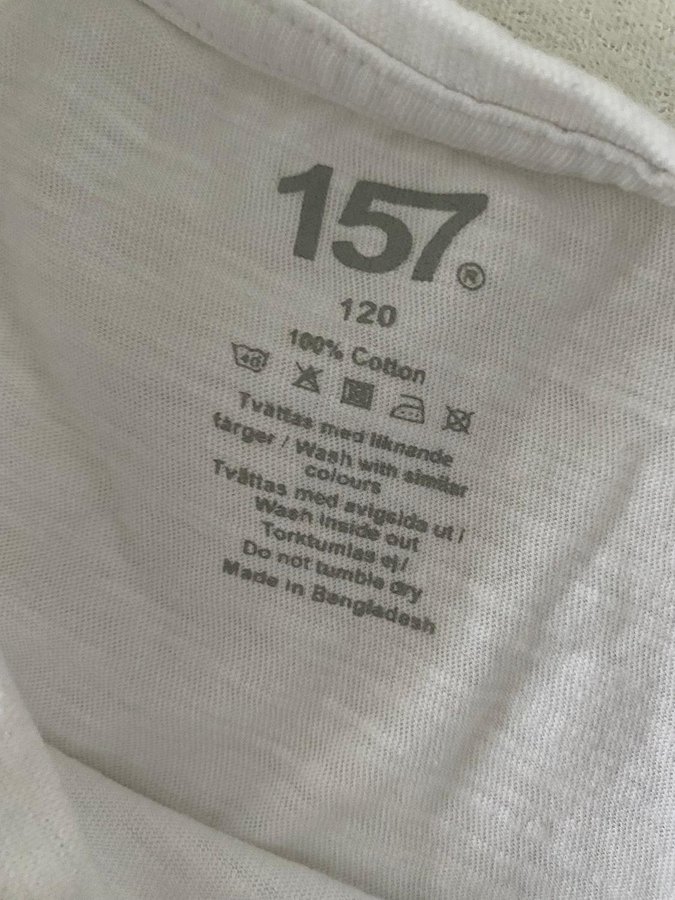 157®
120
100% Cotton
40
Tvättas med liknande
färger / Wash with similar
colours
Tvättas med avigsida ut /
Wash inside out
Torktumlas ej /
Do not tumble dry
Made in Bangladesh